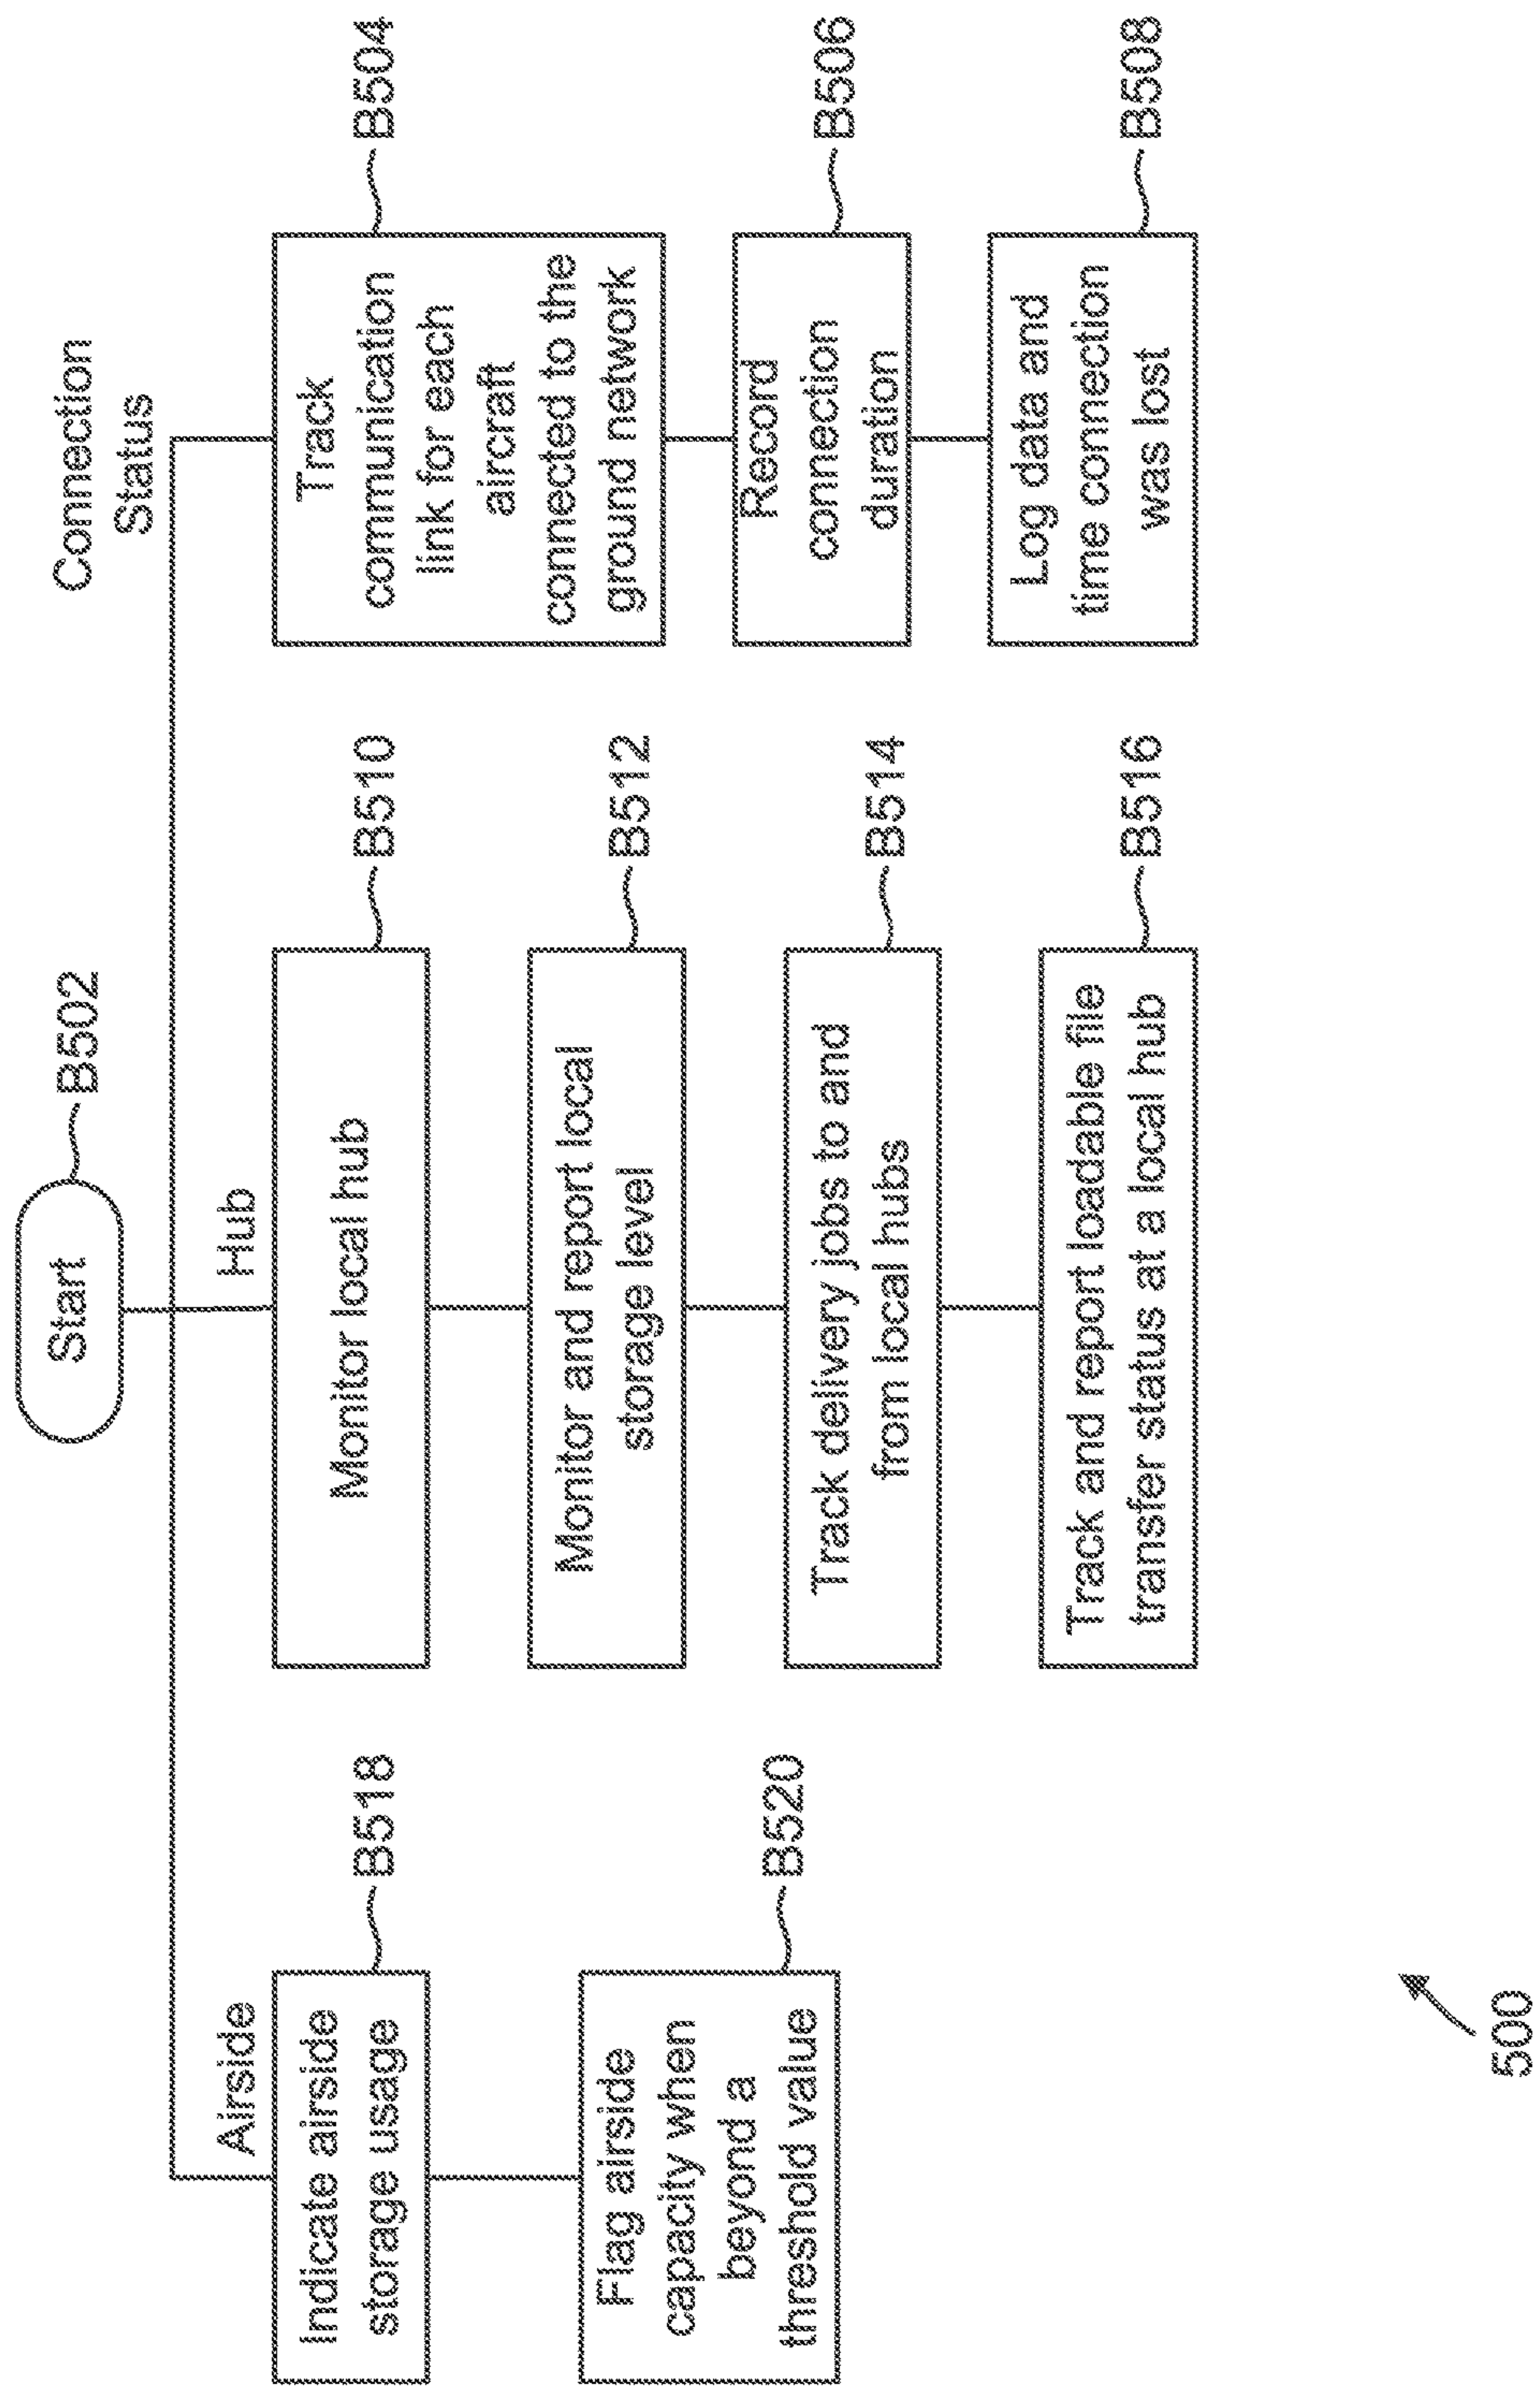 Start
B502
Airside
Indicate airside
storage usage
B518
Flag airside
capacity when
beyond a
threshold value
B520
Hub
Monitor local hub
B510
Monitor and report local
storage level
B512
Track delivery jobs to and
from local hubs
B514
Track and report loadable file
transfer status at a local hub
B516
Connection
Status
Track
communication
link for each
aircraft
connected to the
ground network
B504
Record
connection
duration
B506
Log data and
time connection
was lost
B508
500